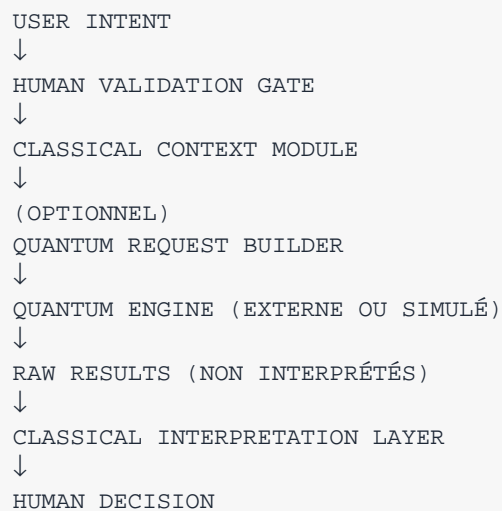 USER INTENT
↓
HUMAN VALIDATION GATE
↓
CLASSICAL CONTEXT MODULE
↓
(OPTIONNEL)
QUANTUM REQUEST BUILDER
↓
QUANTUM ENGINE (EXTERNE OU SIMULÉ)
↓
RAW RESULTS (NON INTERPRÉTÉS)
↓
CLASSICAL INTERPRETATION LAYER
↓
HUMAN DECISION